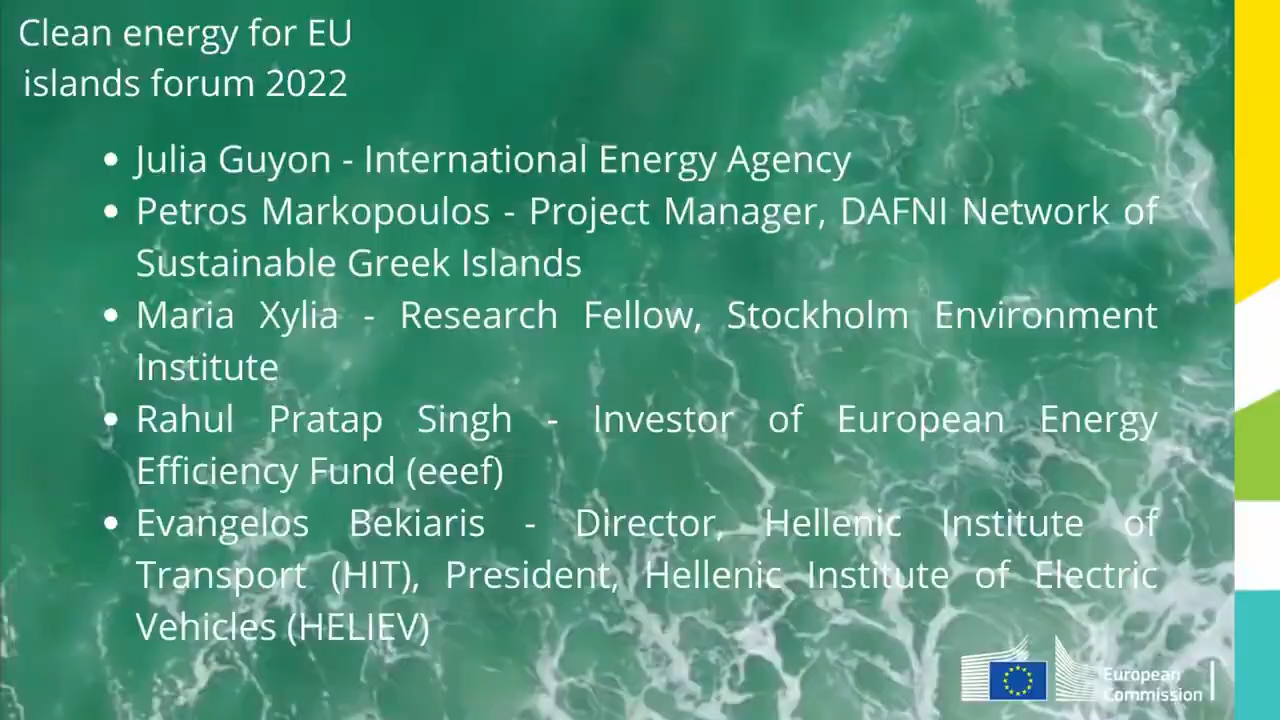 Clean energy for EU
islands forum 2022
• Julia Guyon - International Energy Agency
• Petros Markopoulos - Project Manager, DAFNI Network of
Sustainable Greek Islands
• Maria Xylia - Research Fellow, Stockholm Environment
Institute
• Rahul Pratap Singh - Investor of European Energy
Efficiency Fund (eeef)
• Evangelos Bekiaris - Director, Hellenic Institute of
Transport (HIT), President, Hellenic Institute of Electric
Vehicles (HELIEV)
European
Commission